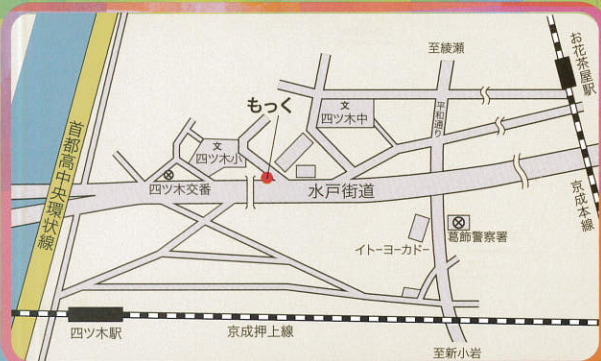 至綾瀬
お花茶屋駅
もっく
文
四ツ木中
平和通り
文
四ツ木小
首都高中央環状線
四ツ木交番
水戸街道
京成本線
葛飾警察署
イトーヨーカドー
四ツ木駅
京成押上線
至新小岩